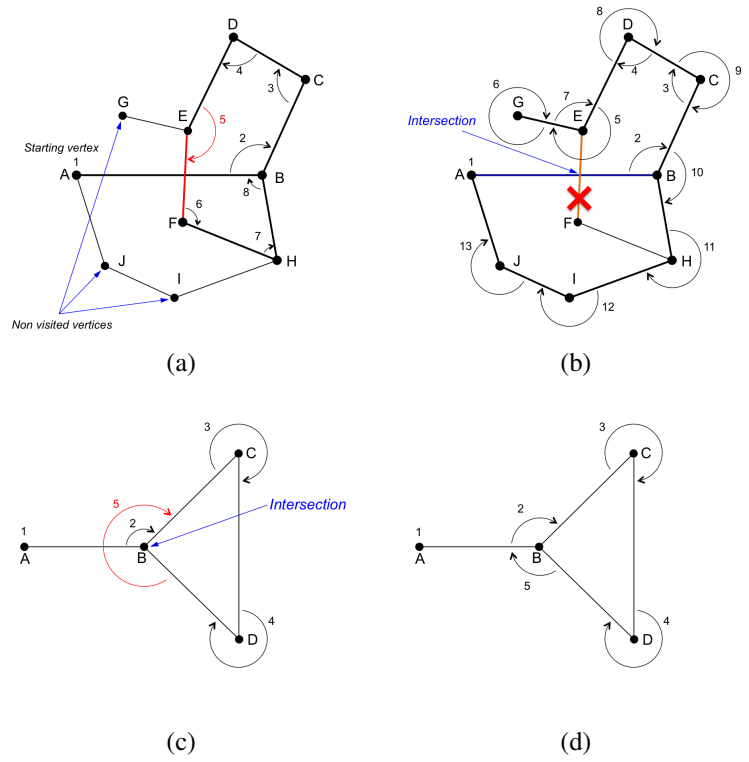 D
8
D
4
C
3
4
C
3
9
G
E
5
6
G
7
E
5
Intersection
Starting vertex
1
A
2
B
8
1
A
2
B
10
F
6
7
H
F
11
H
J
I
13
J
I
12
Non visited vertices
(a)
(b)
3
C
5
2
Intersection
1
A
B
4
D
3
C
2
1
A
B
5
4
D
(c)
(d)